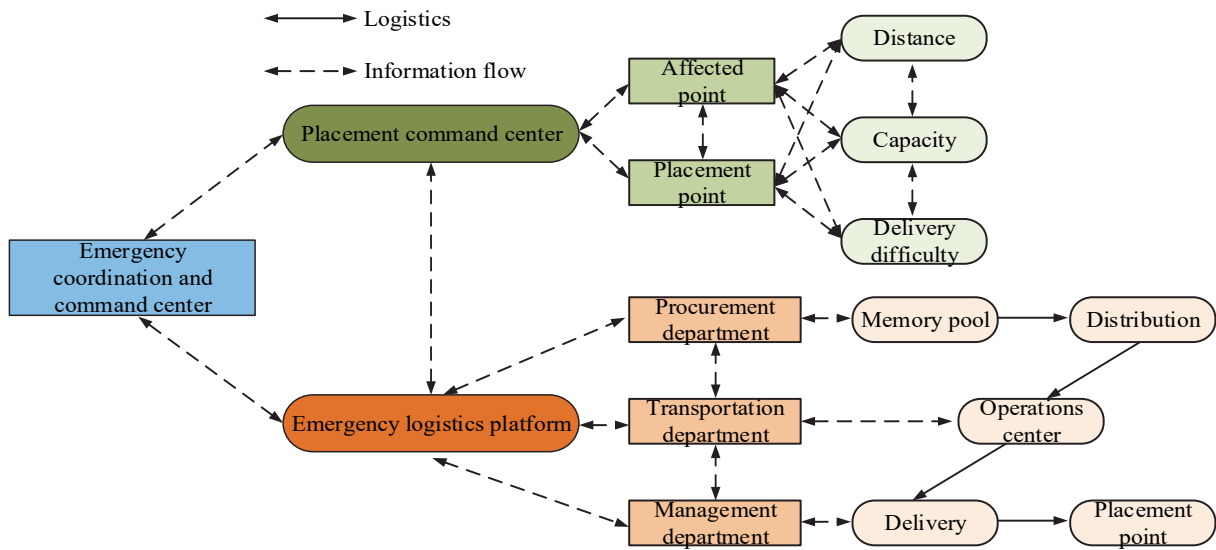 Logistics
Information flow
Placement command center
Affected
point
Placement
point
Distance
Capacity
Delivery
difficulty
Emergency
coordination and
command center
Emergency logistics platform
Procurement
department
Transportation
department
Management
department
Memory pool
Distribution
Operations
center
Delivery
Placement
point